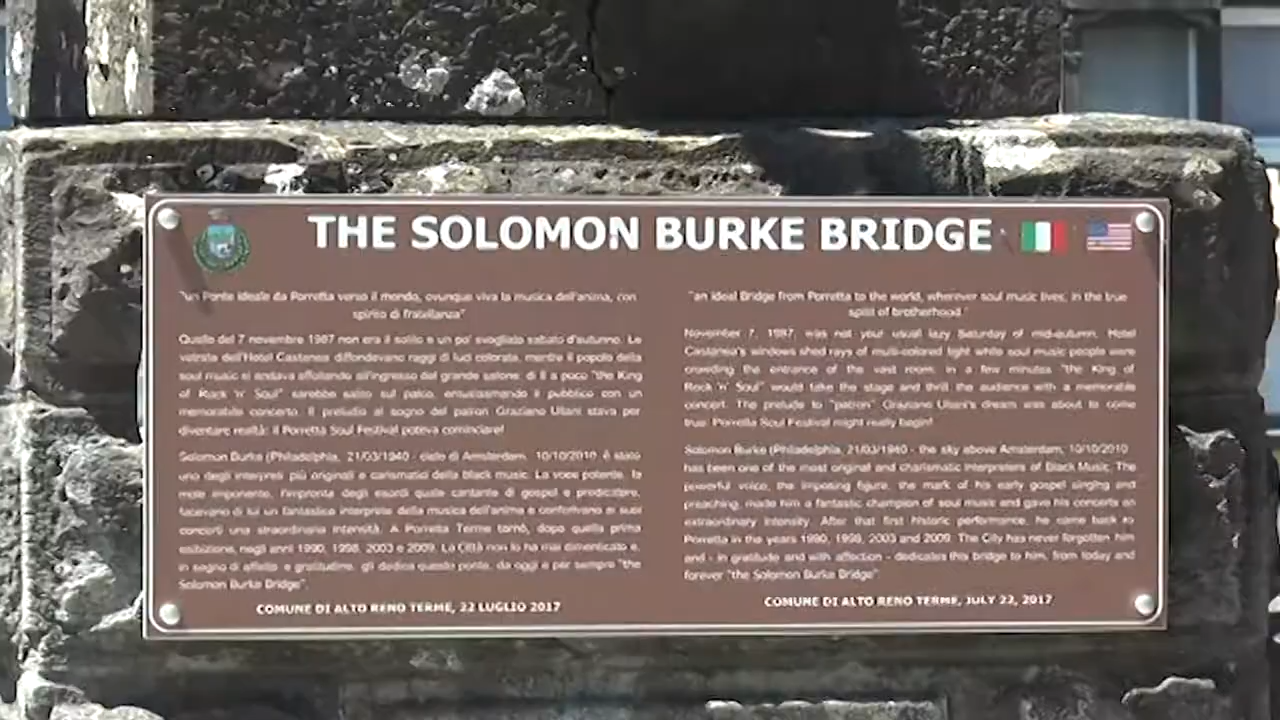 THE SOLOMON BURKE BRIDGE
"un Ponte ideale da Porretta verso il mondo, ovunque viva la musica dell'anima, con
spirito di fratellanza"
Quello del 7 novembre 1987 non era il solito e un po' svogliato sabato d'autunno. Le
vetrate dell'Hotel Castanea diffondevano raggi di luci colorate, mentre il popolo della
soul music si andava affollando all'ingresso del grande salone: di lì a poco "the King
of Rock 'n' Soul" sarebbe salito sul palco, entusiasmando il pubblico con un
memorabile concerto. Il preludio al sogno del patron Graziano Uliani stava per
diventare realtà: il Porretta Soul Festival poteva cominciare!
Solomon Burke (Philadelphia, 21/03/1940 - cielo di Amsterdam, 10/10/2010) è stato
uno degli interpreti più originali e carismatici della black music. La voce potente, la
mole imponente, l'impronta degli esordi quale cantante di gospel e predicatore,
facevano di lui un fantastico interprete della musica dell'anima e conferivano ai suoi
concerti una straordinaria intensità. A Porretta Terme tornò, dopo quella prima
esibizione, negli anni 1990, 1998, 2003 e 2009. La Città non lo ha mai dimenticato e,
in segno di affetto e gratitudine, gli dedica questo ponte, da oggi e per sempre "the
Solomon Burke Bridge".
COMUNE DI ALTO RENO TERME, 22 LUGLIO 2017
"an ideal Bridge from Porretta to the world, wherever soul music lives, in the true
spirit of brotherhood."
November 7, 1987, was not your usual lazy Saturday of mid-autumn. Hotel
Castanea's windows shed rays of multi-colored light while soul music people were
crowding the entrance of the vast room: in a few minutes "the King of
Rock 'n' Soul" would take the stage and thrill the audience with a memorable
concert. The prelude to "patron" Graziano Uliani's dream was about to come
true: Porretta Soul Festival might really begin!
Solomon Burke (Philadelphia, 21/03/1940 - the sky above Amsterdam, 10/10/2010)
has been one of the most original and charismatic interpreters of Black Music. The
powerful voice, the imposing figure, the mark of his early gospel singing and
preaching, made him a fantastic champion of soul music and gave his concerts an
extraordinary intensity. After that first historic performance, he came back to
Porretta in the years 1990, 1998, 2003 and 2009. The City has never forgotten him
and - in gratitude and with affection - dedicates this bridge to him, from today and
forever "the Solomon Burke Bridge"
COMUNE DI ALTO RENO TERME, JULY 22, 2017